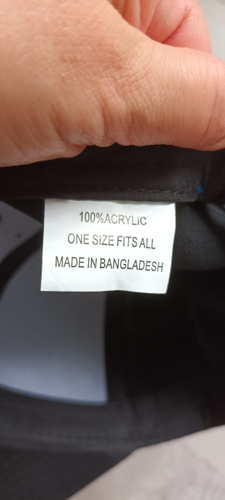 100%ACRYLIC
ONE SIZE FITS ALL
MADE IN BANGLADESH